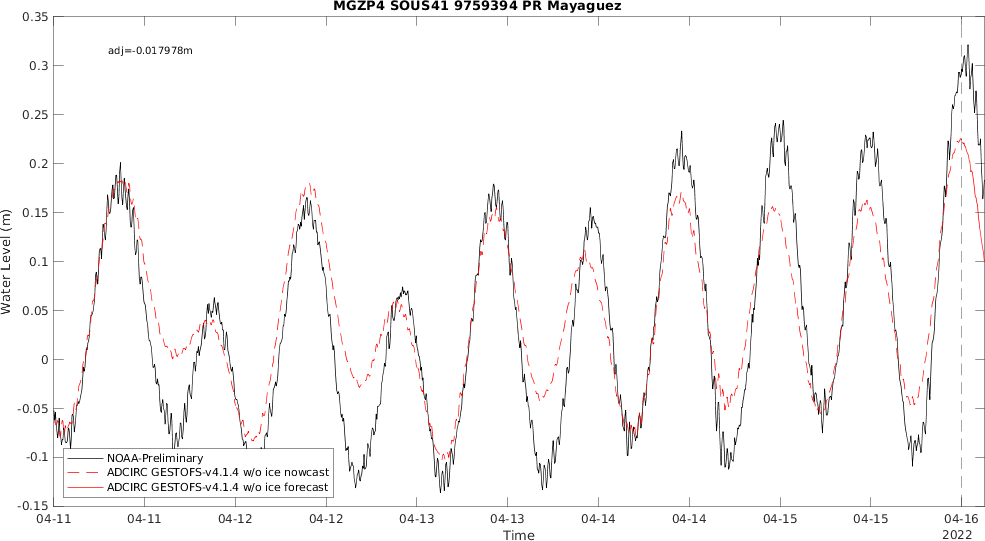 MGZP4 SOUS41 9759394 PR Mayaguez
adj=-0.017978m
0.35
0.3
0.25
0.2
0.15
0.1
0.05
0
-0.05
-0.1
-0.15
Water Level (m)
NOAA-Preliminary
ADCIRC GESTOFS-v4.1.4 w/o ice nowcast
ADCIRC GESTOFS-v4.1.4 w/o ice forecast
04-11 04-11 04-12 04-12 04-13 04-13 04-14 04-14 04-15 04-15 04-16
2022
Time